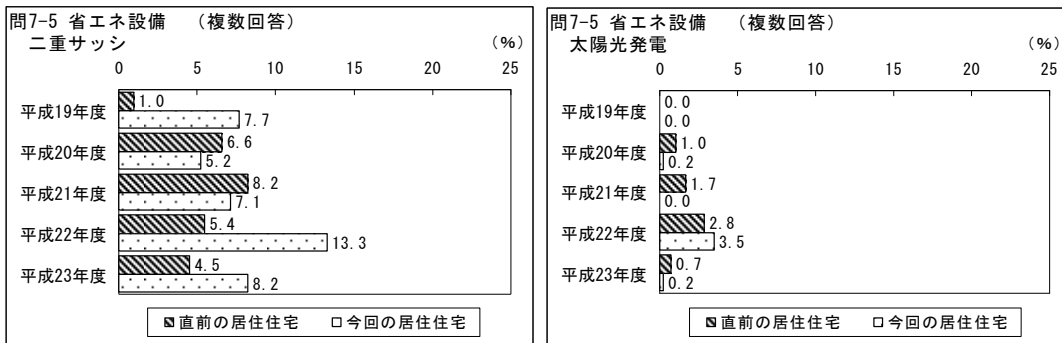 問7-5 省エネ設備 （複数回答）
二重サッシ
(%)
0 5 10 15 20 25
平成19年度
1.0
7.7
平成20年度
6.6
5.2
平成21年度
8.2
7.1
平成22年度
5.4
13.3
平成23年度
4.5
8.2
直前の居住住宅 今回の居住住宅
問7-5 省エネ設備 （複数回答）
太陽光発電
(%)
0 5 10 15 20 25
平成19年度
0.0
0.0
平成20年度
1.0
0.2
平成21年度
1.7
0.0
平成22年度
2.8
3.5
平成23年度
0.7
0.2
直前の居住住宅 今回の居住住宅